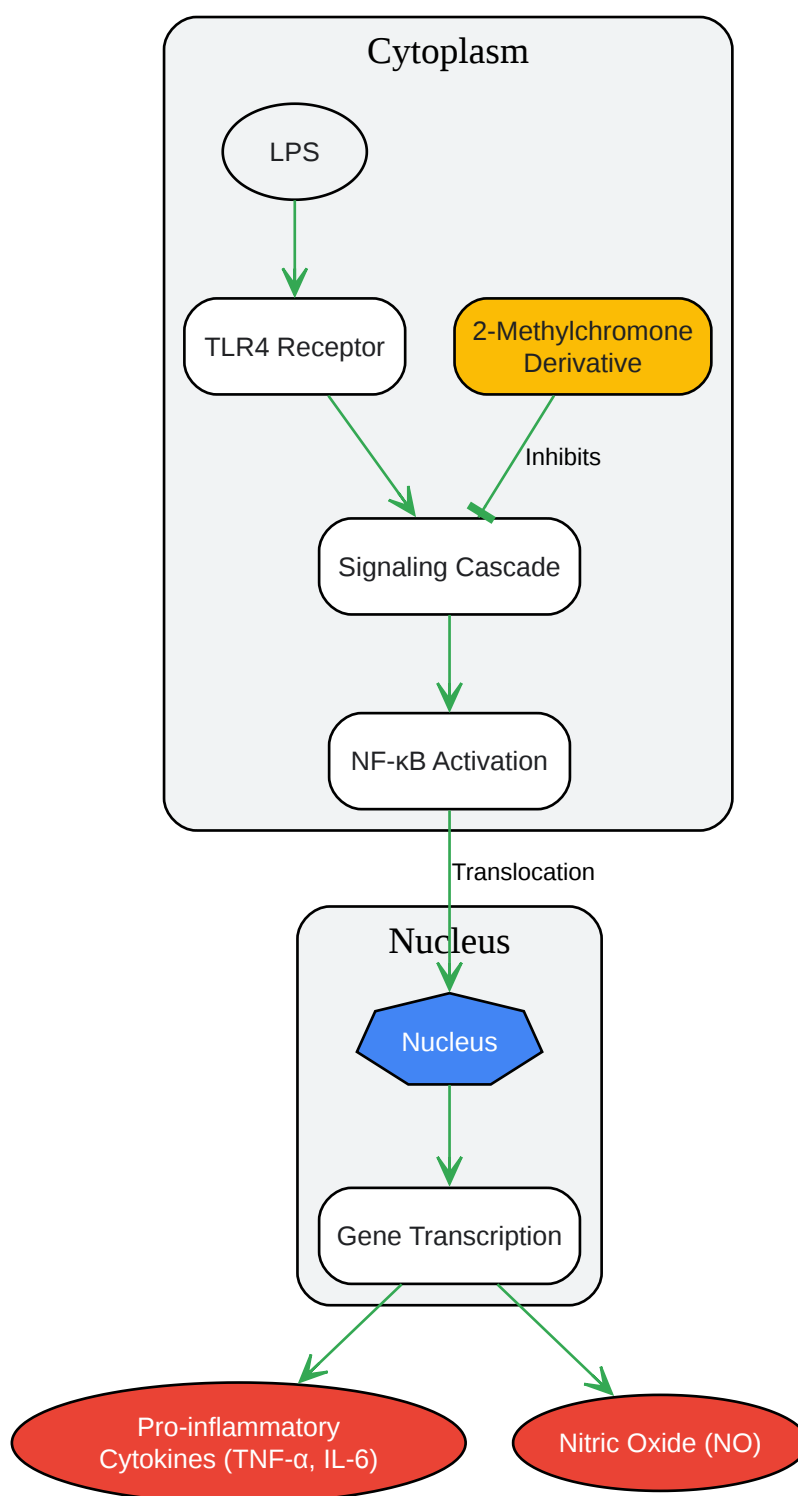 Cytoplasm
LPS
TLR4 Receptor
2-Methylchromone
Derivative
Inhibits
Signaling Cascade
NF-κB Activation
Translocation
Nucleus
Nucleus
Gene Transcription
Pro-inflammatory
Cytokines (TNF-α, IL-6)
Nitric Oxide (NO)